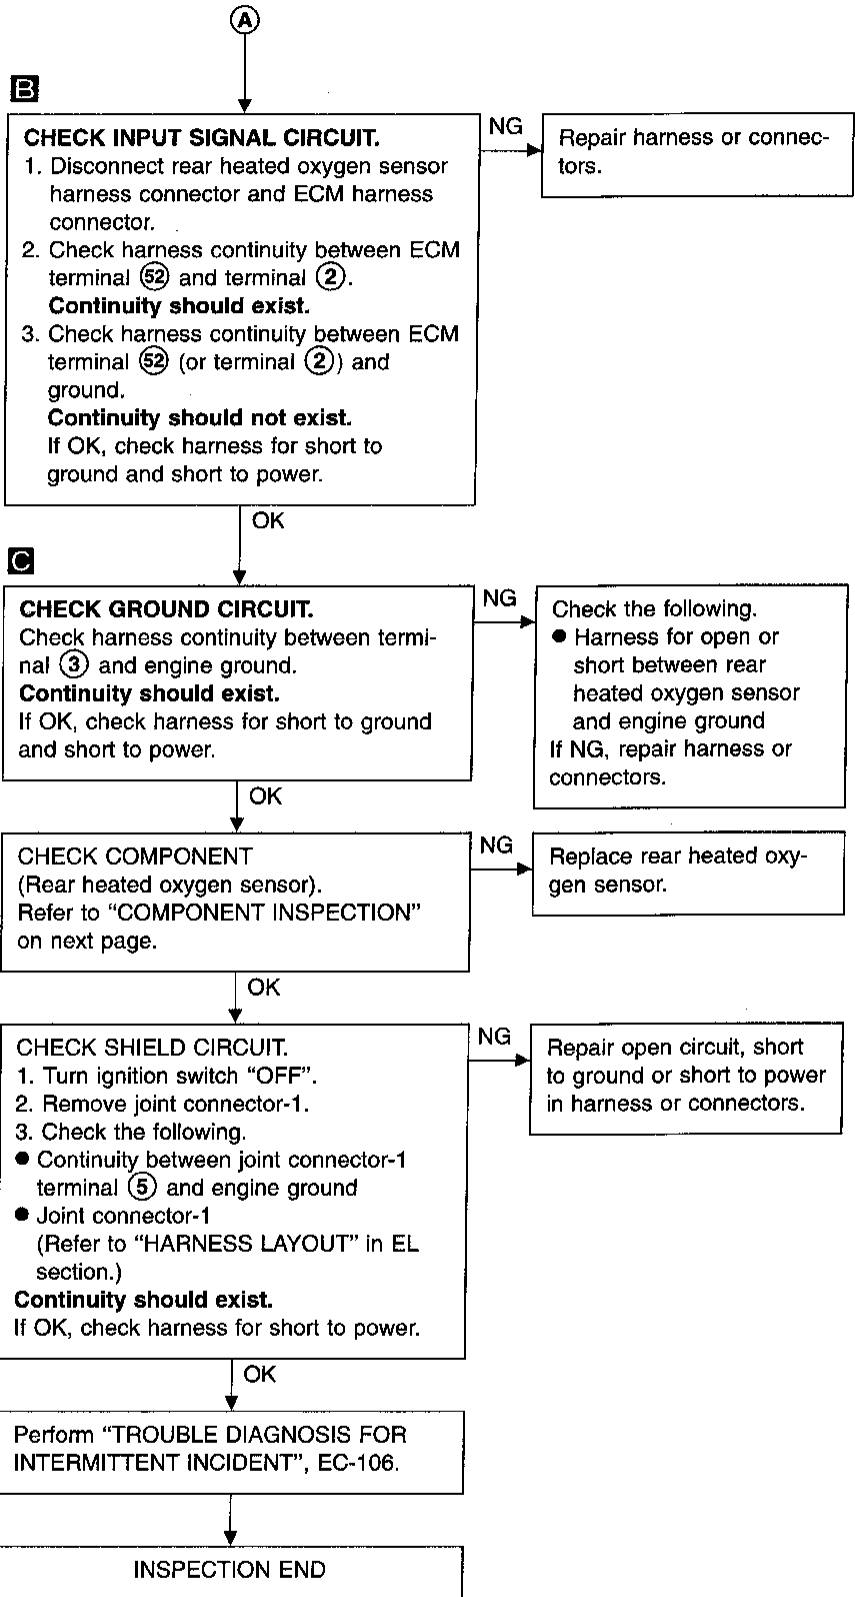 A
B
CHECK INPUT SIGNAL CIRCUIT.
1. Disconnect rear heated oxygen sensor
harness connector and ECM harness
connector.
2. Check harness continuity between ECM
terminal 52 and terminal 2.
Continuity should exist.
3. Check harness continuity between ECM
terminal 52 (or terminal 2) and
ground.
Continuity should not exist.
If OK, check harness for short to
ground and short to power.
NG
Repair harness or connec-
tors.
OK
C
CHECK GROUND CIRCUIT.
Check harness continuity between termi-
nal 3 and engine ground.
Continuity should exist.
If OK, check harness for short to ground
and short to power.
NG
Check the following.
● Harness for open or
short between rear
heated oxygen sensor
and engine ground
If NG, repair harness or
connectors.
OK
CHECK COMPONENT
(Rear heated oxygen sensor).
Refer to “COMPONENT INSPECTION”
on next page.
NG
Replace rear heated oxy-
gen sensor.
OK
CHECK SHIELD CIRCUIT.
1. Turn ignition switch “OFF”.
2. Remove joint connector-1.
3. Check the following.
● Continuity between joint connector-1
terminal 5 and engine ground
● Joint connector-1
(Refer to “HARNESS LAYOUT” in EL
section.)
Continuity should exist.
If OK, check harness for short to power.
NG
Repair open circuit, short
to ground or short to power
in harness or connectors.
OK
Perform “TROUBLE DIAGNOSIS FOR
INTERMITTENT INCIDENT”, EC-106.
INSPECTION END